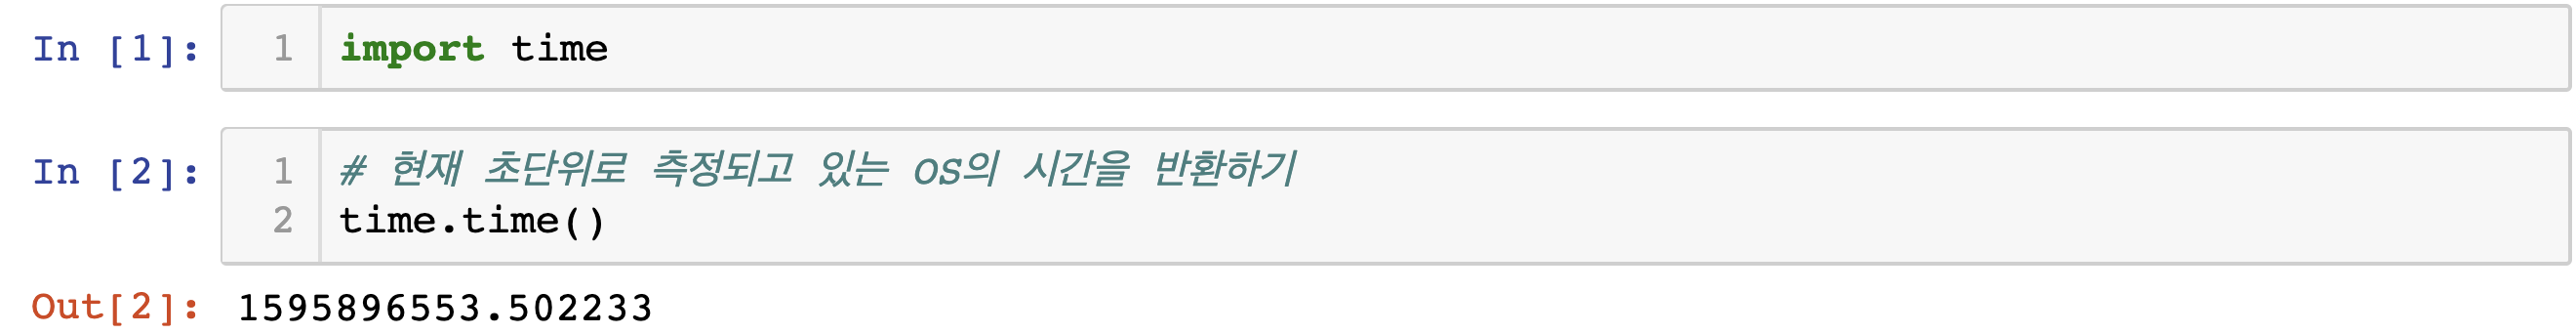 In [1]: 1 import time
In [2]: 1 # 현재 초단위로 측정되고 있는 os의 시간을 반환하기
2 time.time()
Out[2]: 1595896553.502233